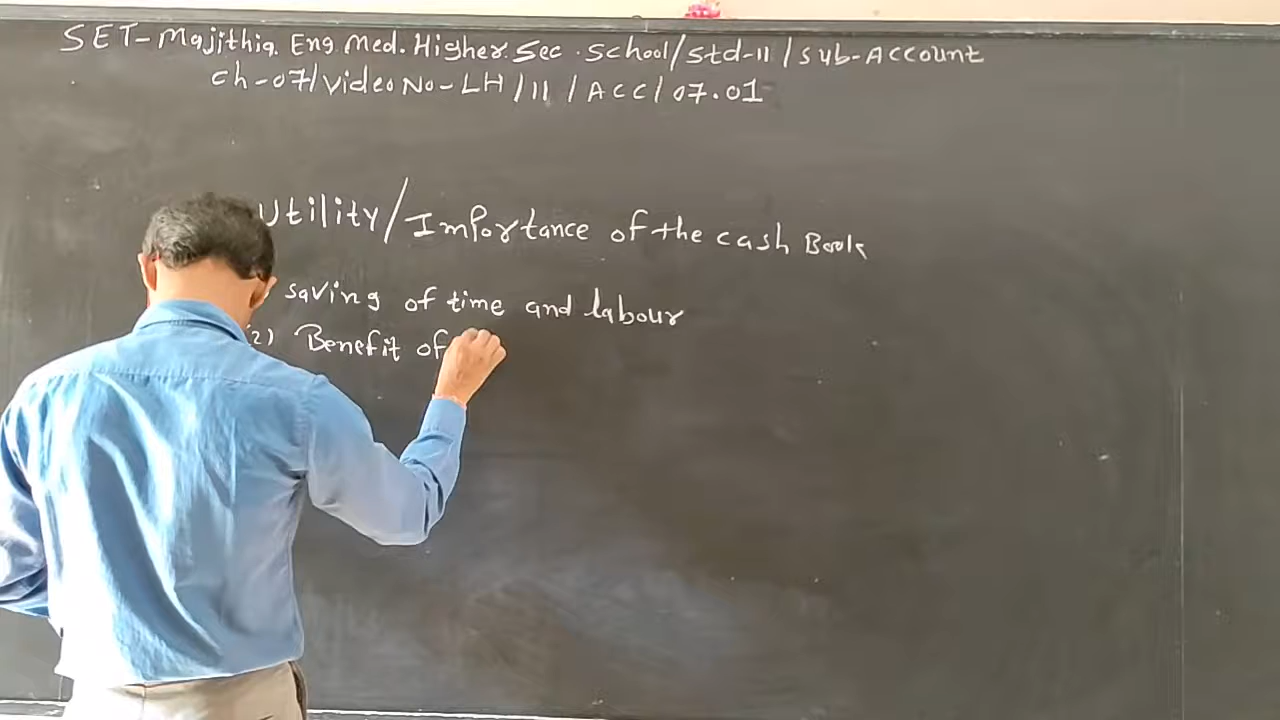 SET-Majithia Eng Med. Higher Sec. School/Std-11/Sub-Account
Ch-07/Video No-LH/11/ACC/07.01
Utility/Importance of the cash Book
saving of time and labour
2) Benefit of